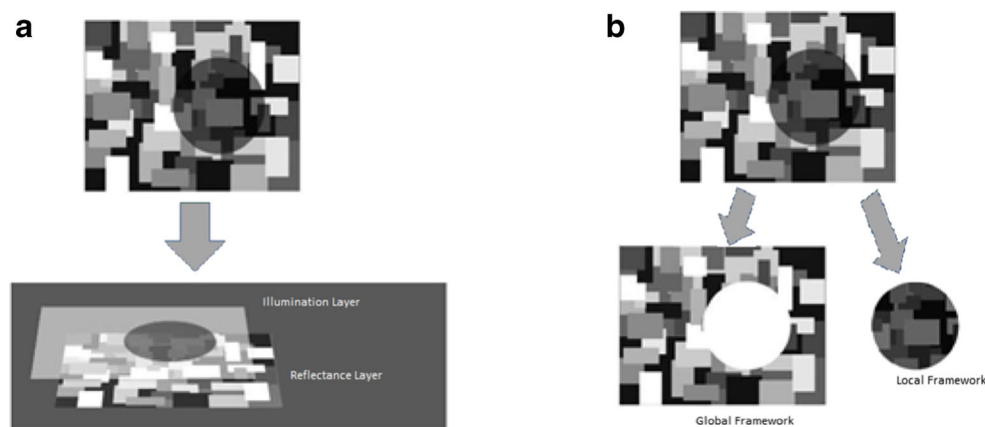 a
b
Illumination Layer
Reflectance Layer
Local Framework
Global Framework